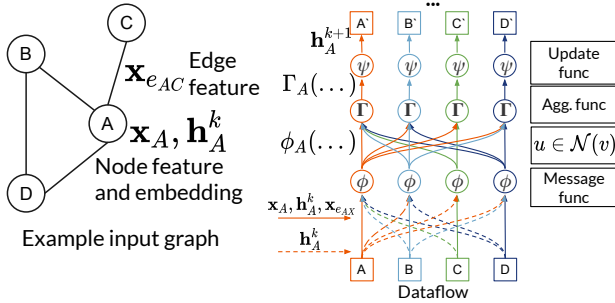 C
B
A
D
Edge
feature
𝐱_{e_{AC}}
𝐱_A, 𝐡_A^k
Node feature
and embedding
Example input graph
...
A` B` C` D`
𝐡_A^{k+1}
ψ ψ ψ ψ
Update
func
Γ_A(...)
Γ Γ Γ Γ
Agg. func
ϕ_A(...)
u ∈ 𝒩(v)
ϕ ϕ ϕ ϕ
Message
func
𝐱_A, 𝐡_A^k, 𝐱_{e_{AX}}
𝐡_A^k
A B C D
Dataflow